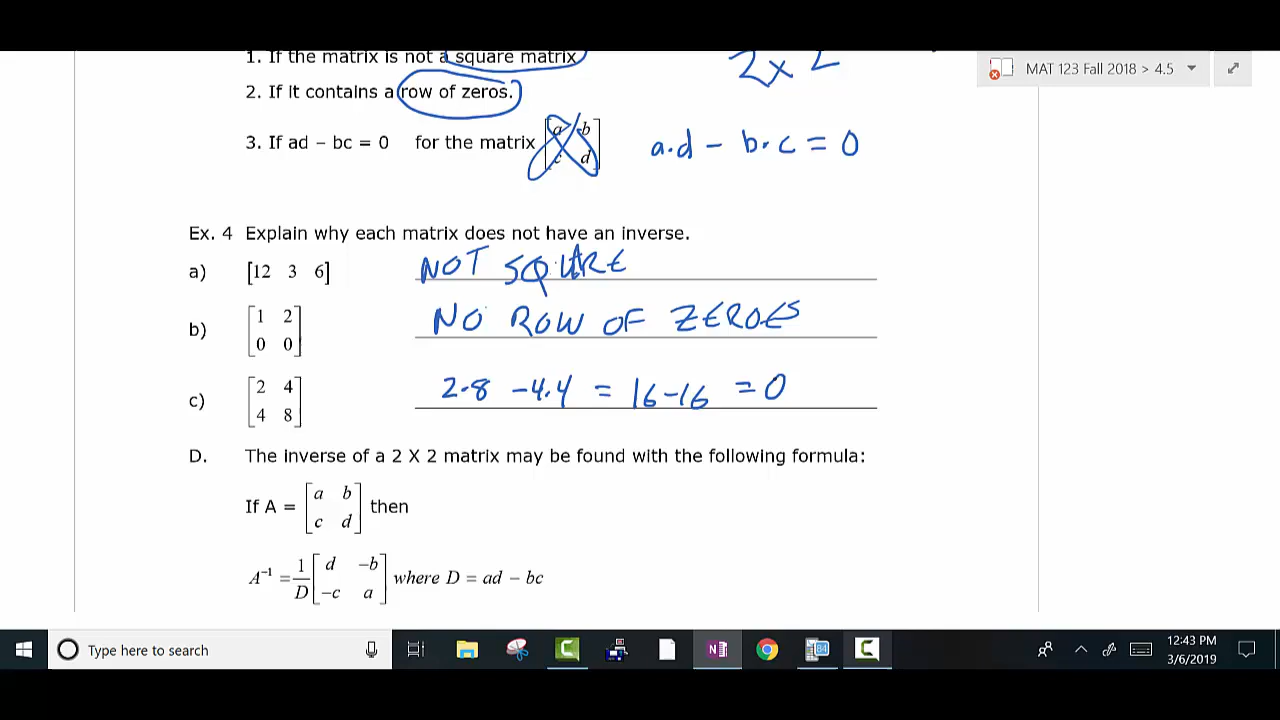 1. If the matrix is not a square matrix
2 x 2
MAT 123 Fall 2018 > 4.5
2. If it contains a row of zeros.
3. If ad − bc = 0 for the matrix [a b
c d] a·d − b·c = 0
Ex. 4 Explain why each matrix does not have an inverse.
a) [12 3 6] NOT SQUARE
b) [1 2
0 0] NO ROW OF ZEROES
c) [2 4
4 8] 2·8 − 4·4 = 16 − 16 = 0
D. The inverse of a 2 X 2 matrix may be found with the following formula:
If A = [a b
c d] then
A⁻¹ = 1/D [d −b
−c a] where D = ad − bc
Type here to search
12:43 PM
3/6/2019